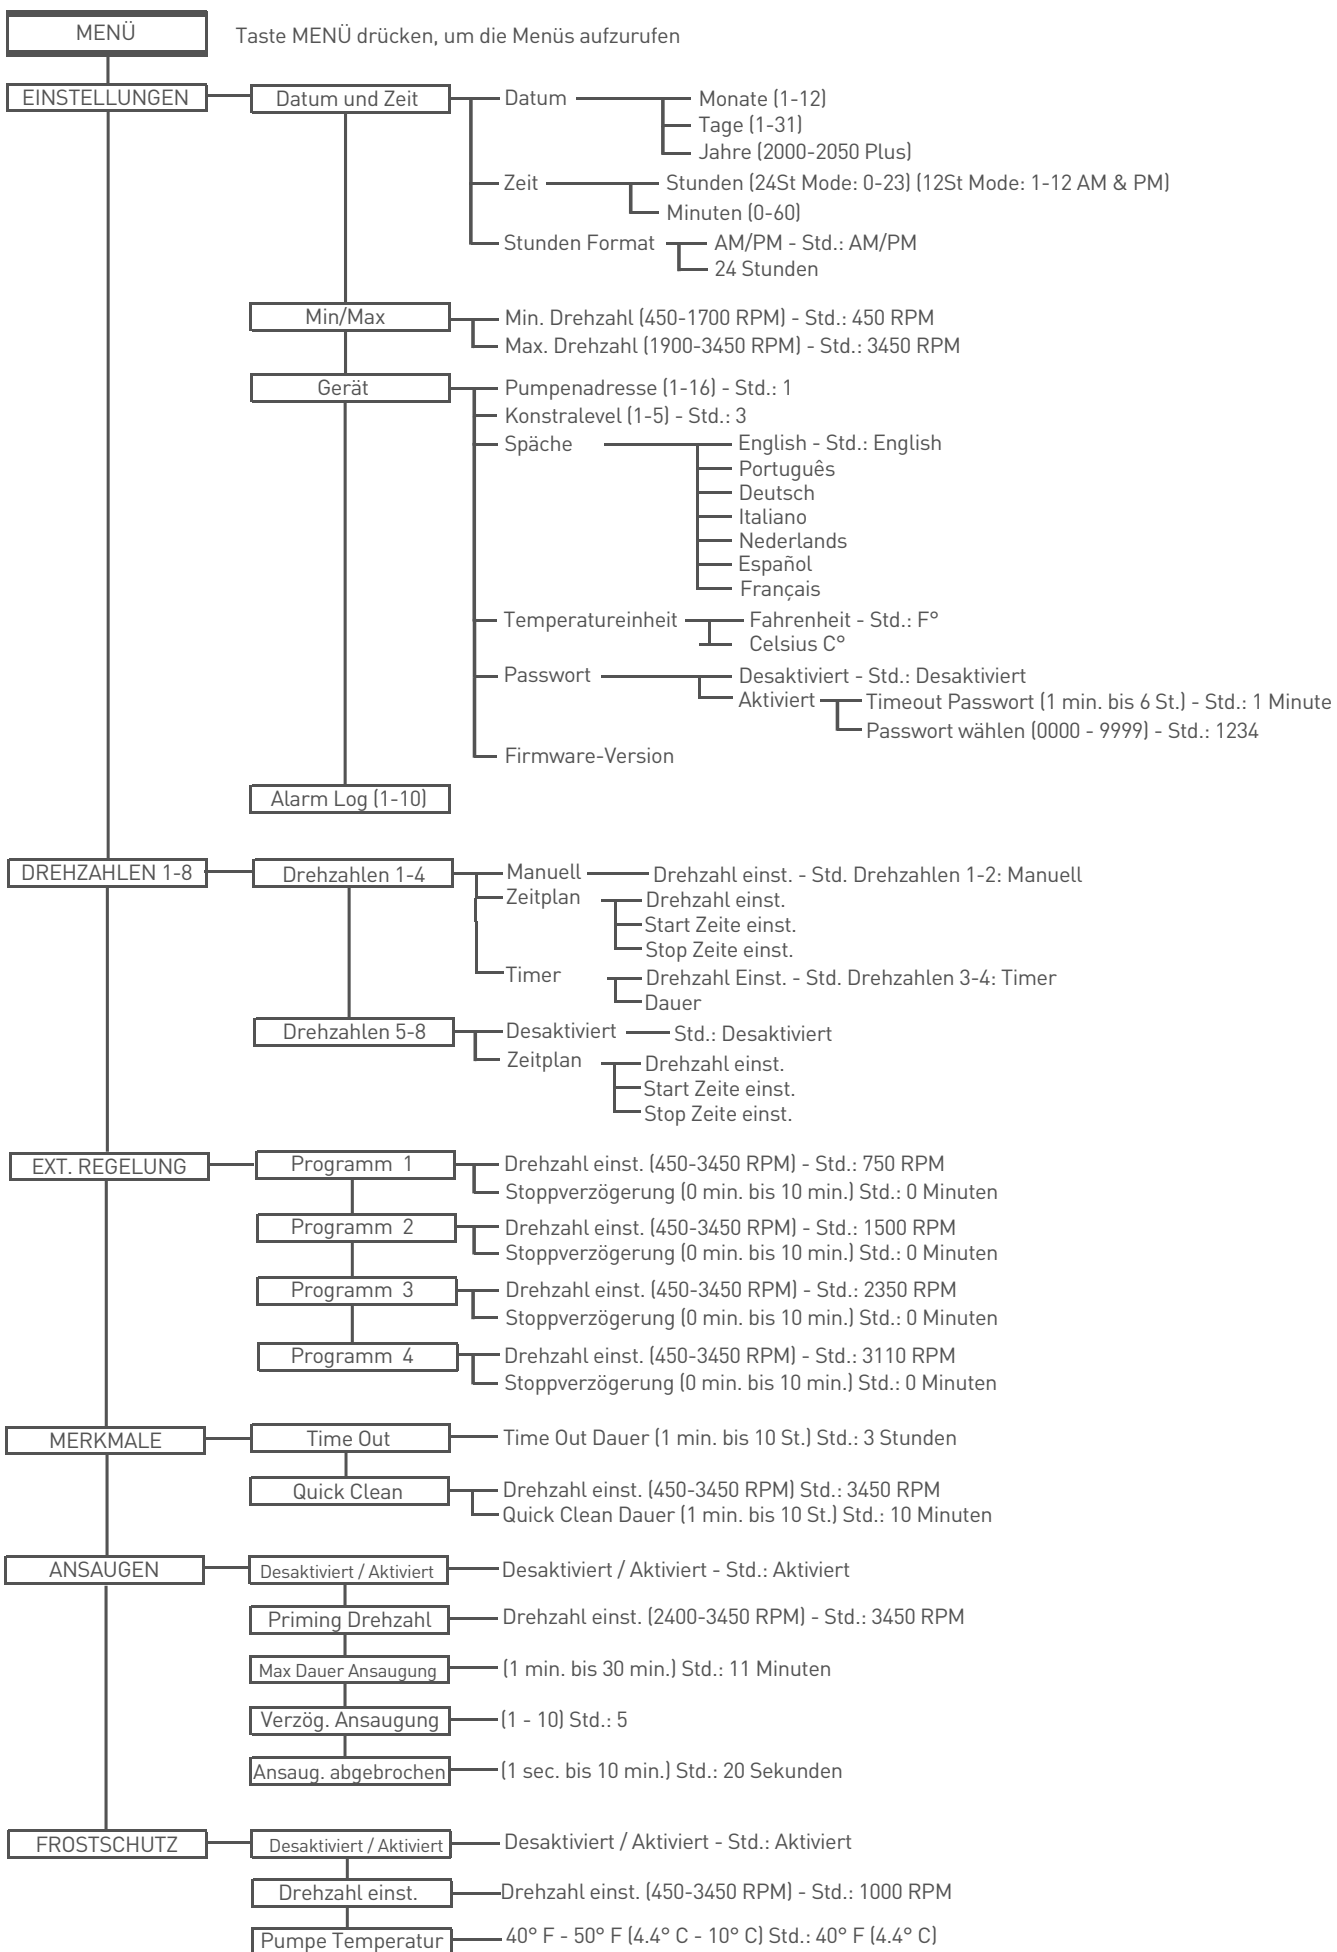 MENÜ
Taste MENÜ drücken, um die Menüs aufzurufen
EINSTELLUNGEN
Datum und Zeit
Datum
Monate (1-12)
Tage (1-31)
Jahre (2000-2050 Plus)
Zeit
Stunden (24St Mode: 0-23) (12St Mode: 1-12 AM & PM)
Minuten (0-60)
Stunden Format
AM/PM - Std.: AM/PM
24 Stunden
Min/Max
Min. Drehzahl (450-1700 RPM) - Std.: 450 RPM
Max. Drehzahl (1900-3450 RPM) - Std.: 3450 RPM
Gerät
Pumpenadresse (1-16) - Std.: 1
Konstralevel (1-5) - Std.: 3
Späche
English - Std.: English
Português
Deutsch
Italiano
Nederlands
Español
Français
Temperatureinheit
Fahrenheit - Std.: F°
Celsius C°
Passwort
Desaktiviert - Std.: Desaktiviert
Aktiviert
Timeout Passwort (1 min. bis 6 St.) - Std.: 1 Minute
Passwort wählen (0000 - 9999) - Std.: 1234
Firmware-Version
Alarm Log (1-10)
DREHZAHLEN 1-8
Drehzahlen 1-4
Manuell
Drehzahl einst. - Std. Drehzahlen 1-2: Manuell
Zeitplan
Drehzahl einst.
Start Zeite einst.
Stop Zeite einst.
Timer
Drehzahl Einst. - Std. Drehzahlen 3-4: Timer
Dauer
Drehzahlen 5-8
Desaktiviert
Std.: Desaktiviert
Zeitplan
Drehzahl einst.
Start Zeite einst.
Stop Zeite einst.
EXT. REGELUNG
Programm 1
Drehzahl einst. (450-3450 RPM) - Std.: 750 RPM
Stoppverzögerung (0 min. bis 10 min.) Std.: 0 Minuten
Programm 2
Drehzahl einst. (450-3450 RPM) - Std.: 1500 RPM
Stoppverzögerung (0 min. bis 10 min.) Std.: 0 Minuten
Programm 3
Drehzahl einst. (450-3450 RPM) - Std.: 2350 RPM
Stoppverzögerung (0 min. bis 10 min.) Std.: 0 Minuten
Programm 4
Drehzahl einst. (450-3450 RPM) - Std.: 3110 RPM
Stoppverzögerung (0 min. bis 10 min.) Std.: 0 Minuten
MERKMALE
Time Out
Time Out Dauer (1 min. bis 10 St.) Std.: 3 Stunden
Quick Clean
Drehzahl einst. (450-3450 RPM) Std.: 3450 RPM
Quick Clean Dauer (1 min. bis 10 St.) Std.: 10 Minuten
ANSAUGEN
Desaktiviert / Aktiviert
Desaktiviert / Aktiviert - Std.: Aktiviert
Priming Drehzahl
Drehzahl einst. (2400-3450 RPM) - Std.: 3450 RPM
Max Dauer Ansaugung
(1 min. bis 30 min.) Std.: 11 Minuten
Verzög. Ansaugung
(1 - 10) Std.: 5
Ansaug. abgebrochen
(1 sec. bis 10 min.) Std.: 20 Sekunden
FROSTSCHUTZ
Desaktiviert / Aktiviert
Desaktiviert / Aktiviert - Std.: Aktiviert
Drehzahl einst.
Drehzahl einst. (450-3450 RPM) - Std.: 1000 RPM
Pumpe Temperatur
40° F - 50° F (4.4° C - 10° C) Std.: 40° F (4.4° C)